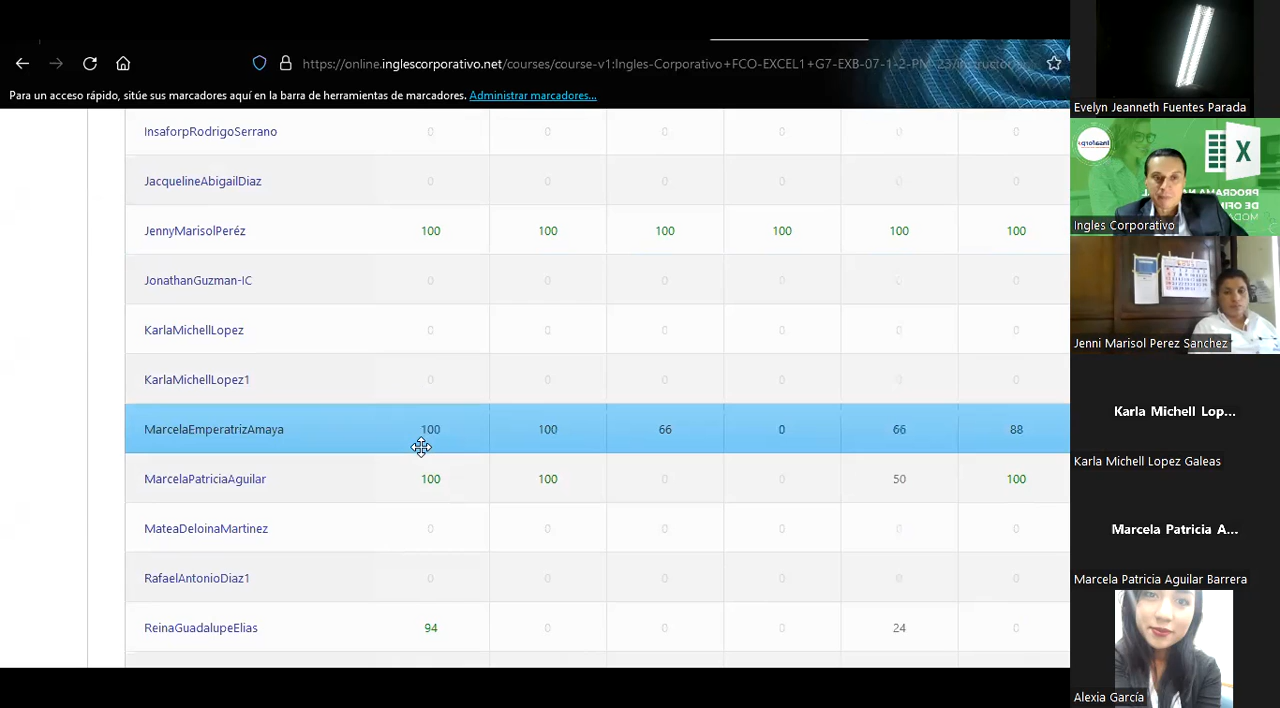 https://online.inglescorporativo.net/courses/course-v1:Ingles-Corporativo+FCO-EXCEL1+G7-EXB-07-1-2-PM-23/instructor
Para un acceso rápido, sitúe sus marcadores aquí en la barra de herramientas de marcadores. Administrar marcadores...
InsaforpRodrigoSerrano 0 0 0 0 0 0
JacquelineAbigailDiaz 0 0 0 0 0 0
JennyMarisolPeréz 100 100 100 100 100 100
JonathanGuzman-IC 0 0 0 0 0 0
KarlaMichellLopez 0 0 0 0 0 0
KarlaMichellLopez1 0 0 0 0 0 0
MarcelaEmperatrizAmaya 100 100 66 0 66 88
MarcelaPatriciaAguilar 100 100 0 0 50 100
MateaDeloinaMartinez 0 0 0 0 0 0
RafaelAntonioDiaz1 0 0 0 0 0 0
ReinaGuadalupeElias 94 0 0 0 24 0
Evelyn Jeanneth Fuentes Parada
Insaforp
X
PROGRAMA NA
DE OFI
MODA
Ingles Corporativo
Jenni Marisol Perez Sanchez
Karla Michell Lop...
Karla Michell Lopez Galeas
Marcela Patricia A...
Marcela Patricia Aguilar Barrera
Alexia García